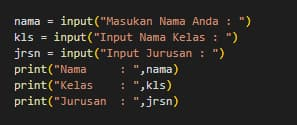 nama = input("Masukan Nama Anda : ")
kls = input("Input Nama Kelas : ")
jrsn = input("Input Jurusan : ")
print("Nama     : ",nama)
print("Kelas    : ",kls)
print("Jurusan  : ",jrsn)